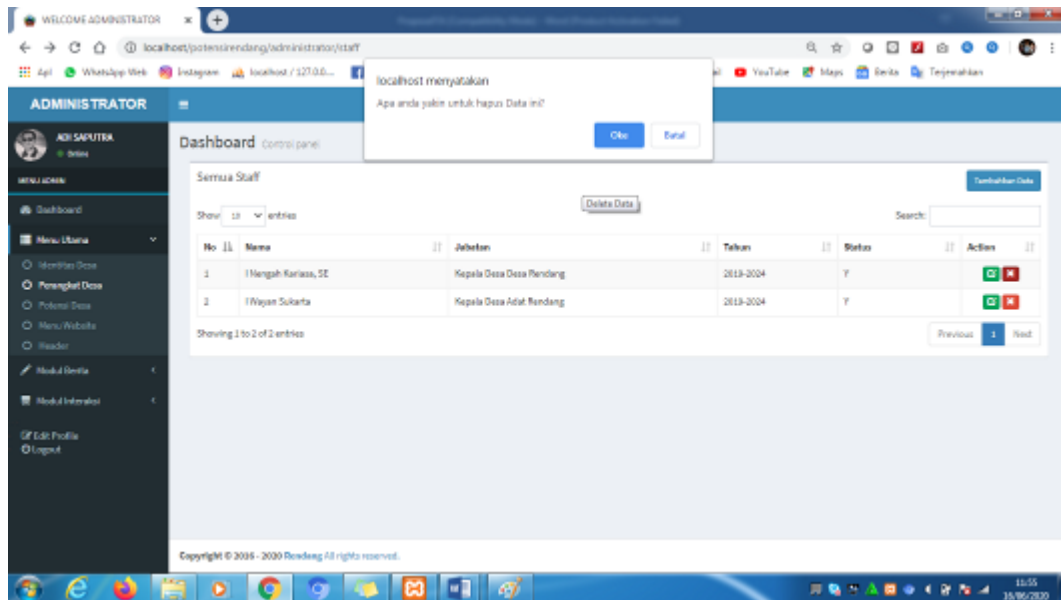 WELCOME ADMINISTRATOR
localhost/potensirendang/administrator/staff
Apl WhatsApp Web Instagram localhost / 127.0.0... YouTube Maps Berita Terjemahkan
localhost menyatakan
Apa anda yakin untuk hapus Data ini?
Oke Batal
ADMINISTRATOR
ADI SAPUTRA
Online
MENU ADMIN
Dashboard
Menu Utama
Identitas Desa
Perangkat Desa
Potensi Desa
Menu Website
Header
Modul Berita
Modul Interaksi
Edit Profile
Logout
Dashboard Control panel
Semua Staff
Tambahkan Data
Delete Data
Show 10 entries
Search:
No Nama Jabatan Tahun Status Action
1 I Nengah Kariasa, SE Kepala Desa Desa Rendang 2019-2024 Y
2 I Wayan Sukarta Kepala Desa Adat Rendang 2019-2024 Y
Showing 1 to 2 of 2 entries
Previous 1 Next
Copyright © 2016 - 2020 Rendang All rights reserved.
11:55
16/06/2020